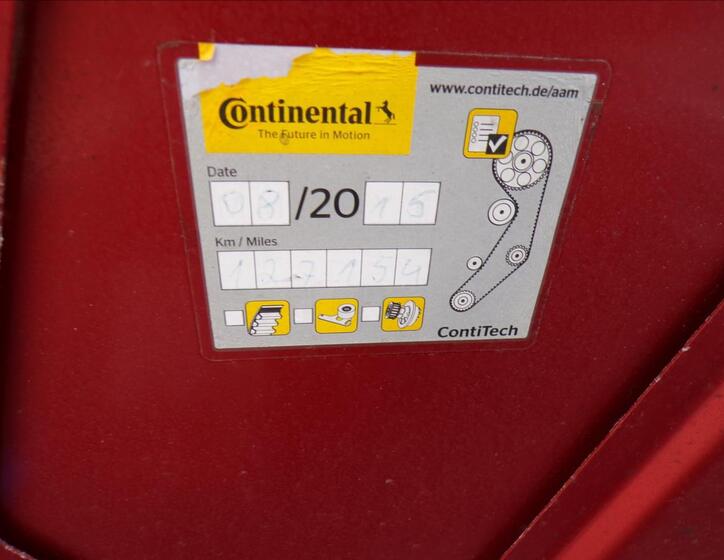 www.contitech.de/aam
Continental
The Future in Motion
Date
08/2015
Km / Miles
127154
ContiTech